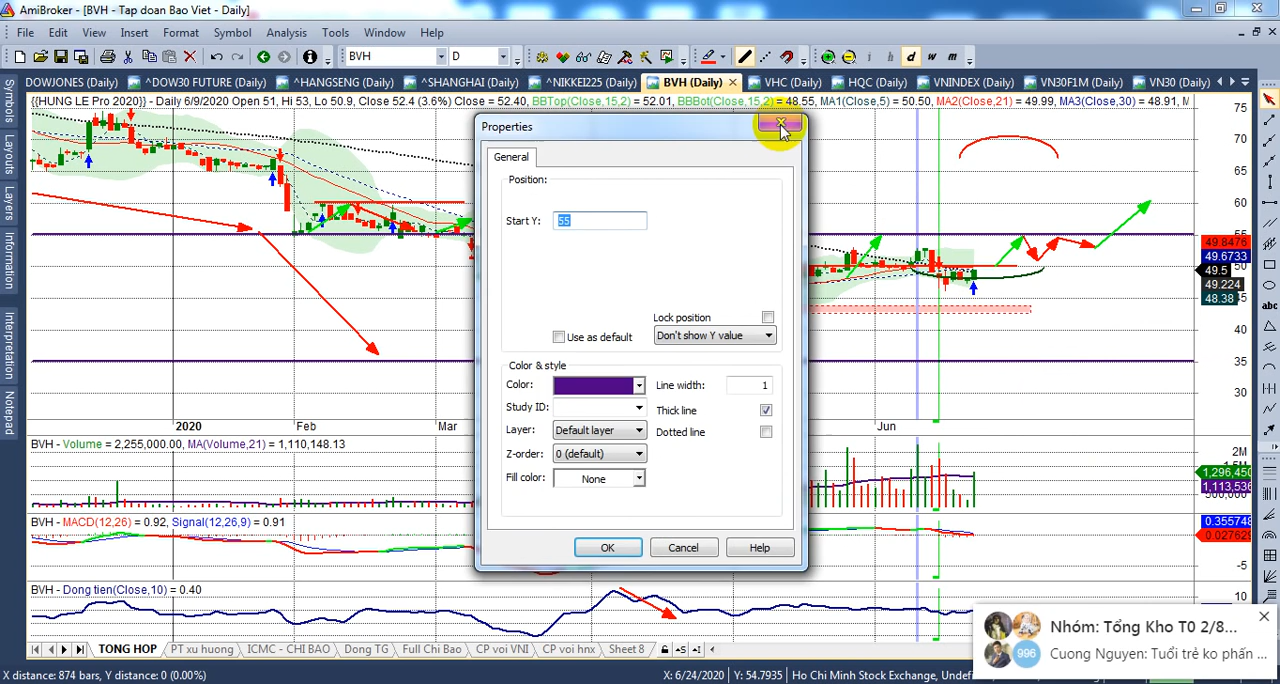 AmiBroker - [BVH - Tap doan Bao Viet - Daily]
File Edit View Insert Format Symbol Analysis Tools Window Help
BVH D d w m
DOWJONES (Daily) ^DOW30 FUTURE (Daily) ^HANGSENG (Daily) ^SHANGHAI (Daily) ^NIKKEI225 (Daily) BVH (Daily) VHC (Daily) HQC (Daily) VNINDEX (Daily) VN30F1M (Daily) VN30 (Daily)
{{HUNG LE Pro 2020}} - Daily 6/9/2020 Open 51, Hi 53, Lo 50.9, Close 52.4 (3.6%) Close = 52.40, BBTop(Close,15,2) = 52.01, BBBot(Close,15,2) = 48.55, MA1(Close,5) = 50.50, MA2(Close,21) = 49.99, MA3(Close,30) = 48.91,
Symbols
Layouts
Layers
Information
Interpretation
Notepad
Properties
General
Position:
Start Y: 55
Lock position
Use as default
Don't show Y value
Color & style
Color:
Line width: 1
Study ID:
Thick line
Layer: Default layer
Dotted line
Z-order: 0 (default)
Fill color: None
OK Cancel Help
75
70
65
60
55
49.8476
49.6733
50
49.5
49.224
48.38
40
35
30
2020 Feb Mar Jun
BVH - Volume = 2,255,000.00, MA(Volume,21) = 1,110,148.13
2M
1,296,450
1,113,536
BVH - MACD(12,26) = 0.92, Signal(12,26,9) = 0.91
0.355748
0.027629
-5
BVH - Dong tien(Close,10) = 0.40
10
abc
TONG HOP PT xu huong ICMC - CHI BAO Dong TG Full Chi Bao CP voi VNI CP voi hnx Sheet 8
Nhóm: Tổng Kho T0 2/8...
996
Cuong Nguyen: Tuổi trẻ ko phấn ...
X distance: 874 bars, Y distance: 0 (0.00%) X: 6/24/2020 Y: 54.7935 Ho Chi Minh Stock Exchange, Undef